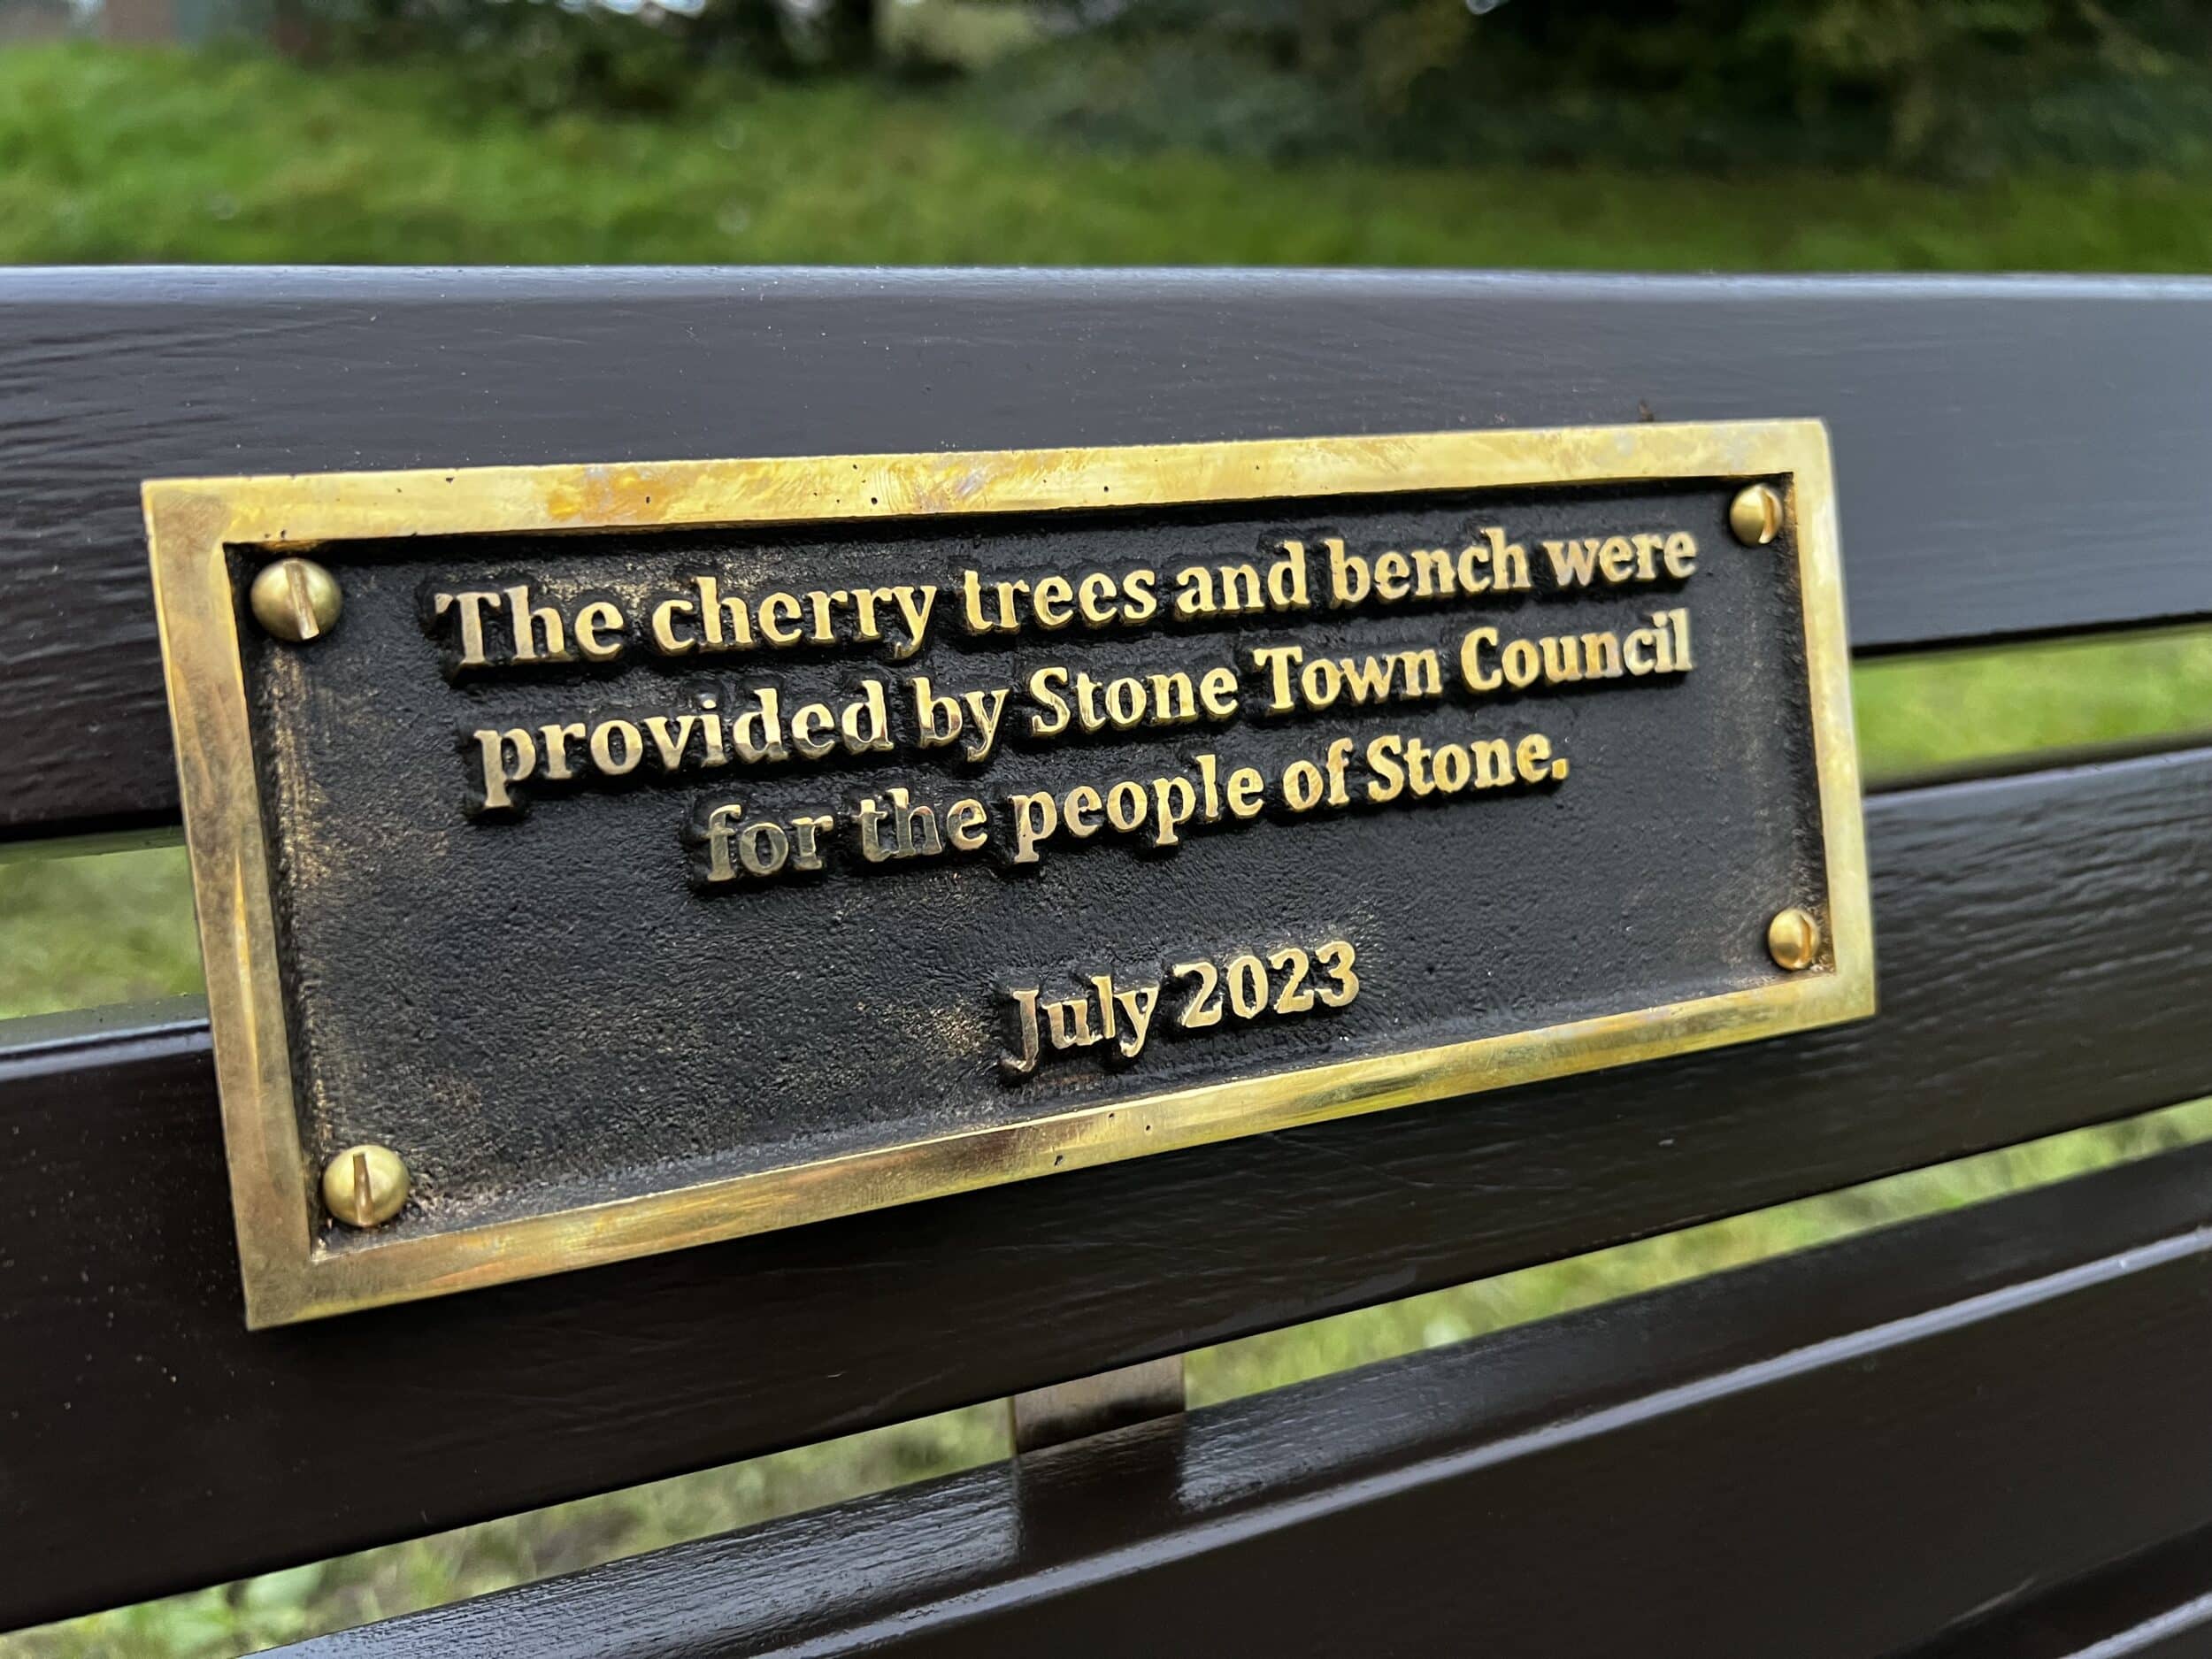 The cherry trees and bench were
provided by Stone Town Council
for the people of Stone.
July 2023